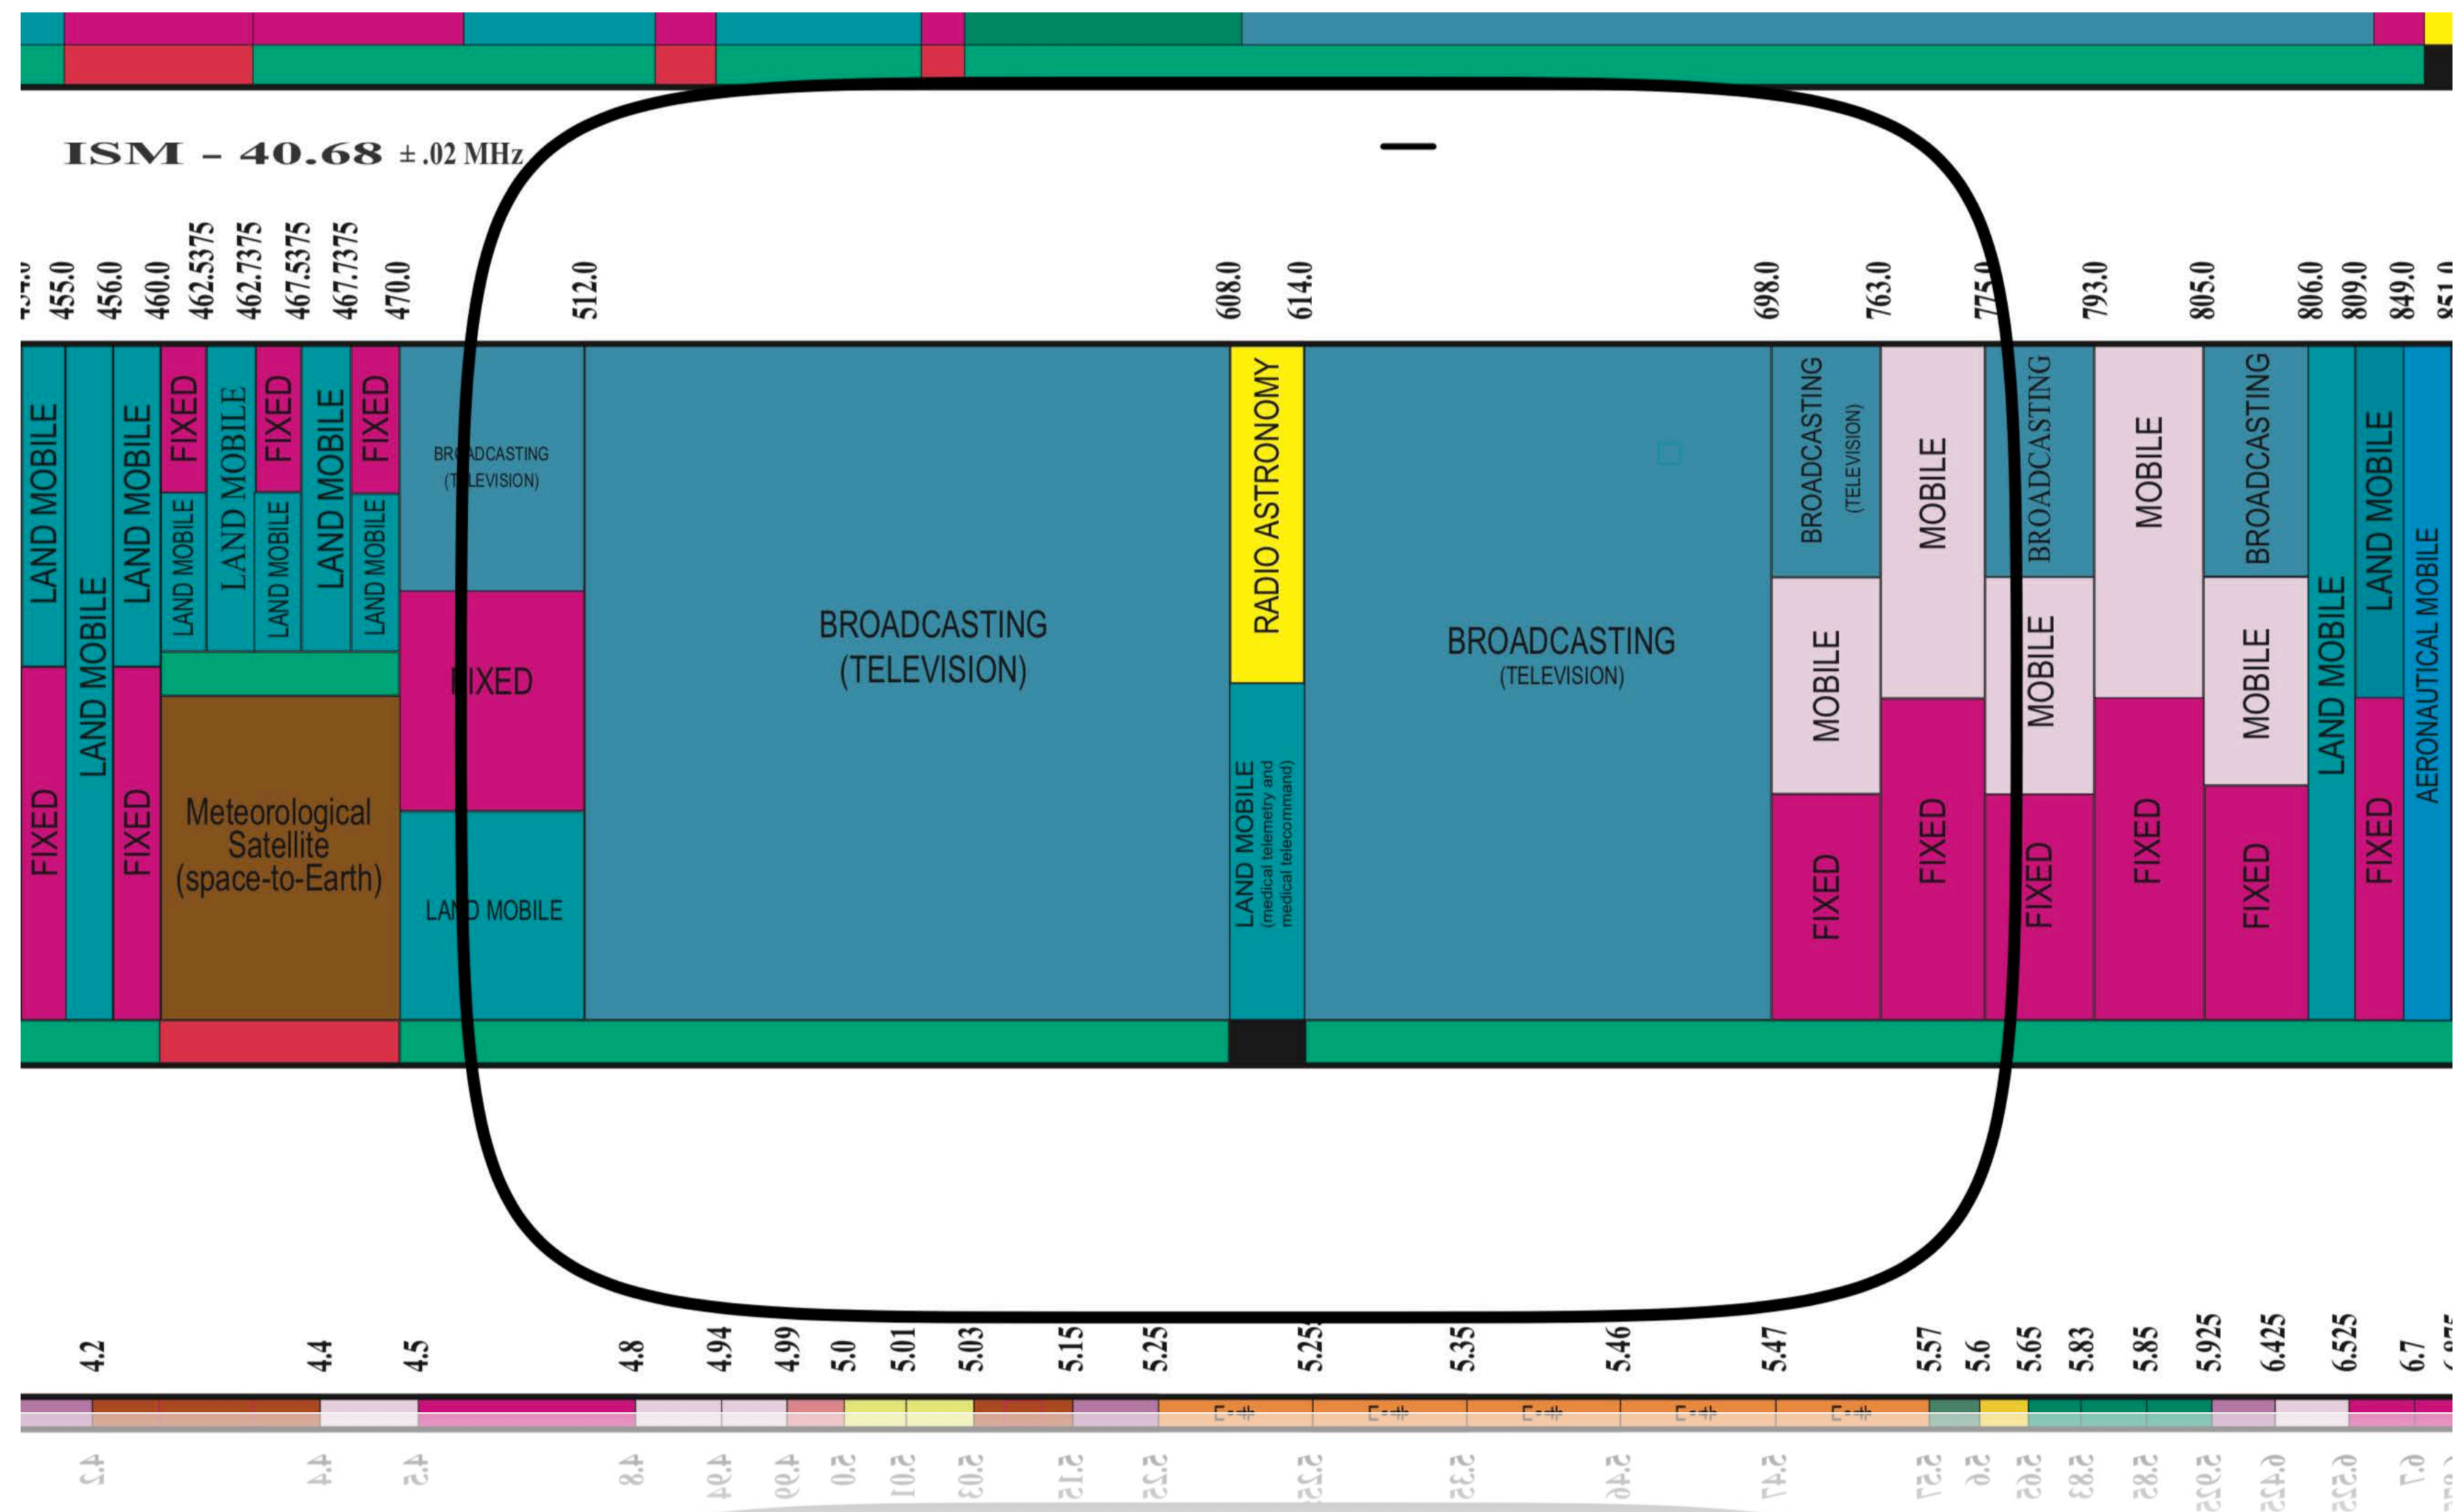 ISM – 40.68 ± .02 MHz
455.0
456.0
460.0
462.5375
462.7375
467.5375
467.7375
470.0
512.0
608.0
614.0
698.0
763.0
775.0
793.0
805.0
806.0
809.0
849.0
LAND MOBILE
FIXED
LAND MOBILE
LAND MOBILE
FIXED
FIXED
LAND MOBILE
LAND MOBILE
FIXED
LAND MOBILE
LAND MOBILE
FIXED
LAND MOBILE
Meteorological
Satellite
(space-to-Earth)
BROADCASTING
(TELEVISION)
FIXED
LAND MOBILE
BROADCASTING
(TELEVISION)
RADIO ASTRONOMY
LAND MOBILE
(medical telemetry and
medical telecommand)
BROADCASTING
(TELEVISION)
BROADCASTING
(TELEVISION)
MOBILE
FIXED
MOBILE
FIXED
BROADCASTING
MOBILE
FIXED
MOBILE
FIXED
BROADCASTING
MOBILE
FIXED
LAND MOBILE
LAND MOBILE
FIXED
AERONAUTICAL MOBILE
4.2
4.4
4.5
4.8
4.94
4.99
5.0
5.01
5.03
5.15
5.25
5.25
5.35
5.46
5.47
5.57
5.6
5.65
5.83
5.85
5.925
6.425
6.525
6.7